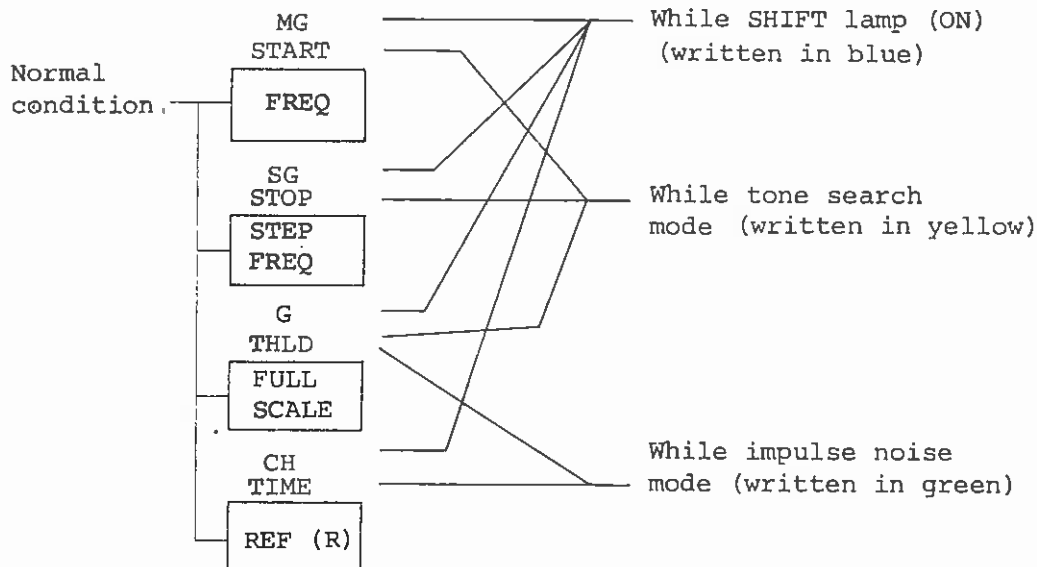 MG
START
Normal
condition
FREQ
SG
STOP
STEP
FREQ
G
THLD
FULL
SCALE
CH
TIME
REF (R)
While SHIFT lamp (ON)
(written in blue)
While tone search
mode (written in yellow)
While impulse noise
mode (written in green)